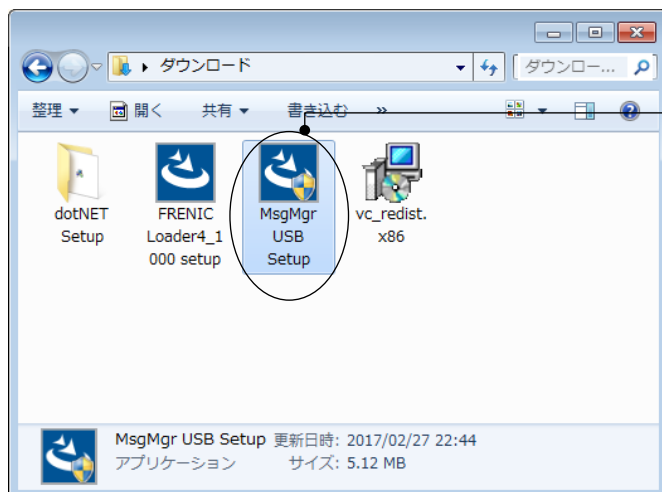 ダウンロード
ダウンロー...
整理
開く
共有
書き込む
»
dotNET
Setup
FRENIC
Loader4_1
000 setup
MsgMgr
USB
Setup
vc_redist.
x86
MsgMgr USB Setup 更新日時: 2017/02/27 22:44
アプリケーション サイズ: 5.12 MB